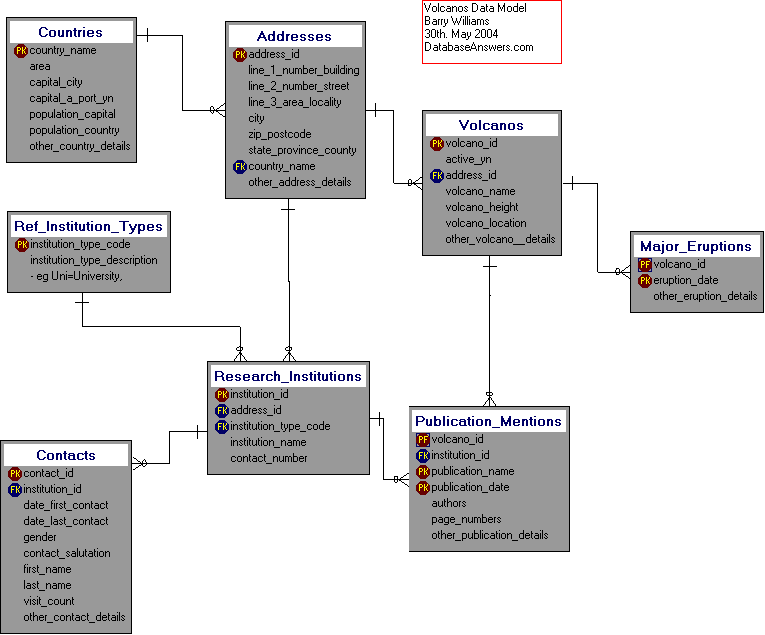 Volcanos Data Model
Barry Williams
30th. May 2004
DatabaseAnswers.com
Countries
PK country_name
area
capital_city
capital_a_port_yn
population_capital
population_country
other_country_details
Addresses
PK address_id
line_1_number_building
line_2_number_street
line_3_area_locality
city
zip_postcode
state_province_county
FK country_name
other_address_details
Volcanos
PK volcano_id
active_yn
FK address_id
volcano_name
volcano_height
volcano_location
other_volcano__details
Ref_Institution_Types
PK institution_type_code
institution_type_description
- eg Uni=University,
Major_Eruptions
PF volcano_id
PK eruption_date
other_eruption_details
Research_Institutions
PK institution_id
FK address_id
FK institution_type_code
institution_name
contact_number
Publication_Mentions
PF volcano_id
FK institution_id
PK publication_name
PK publication_date
authors
page_numbers
other_publication_details
Contacts
PK contact_id
FK institution_id
date_first_contact
date_last_contact
gender
contact_salutation
first_name
last_name
visit_count
other_contact_details